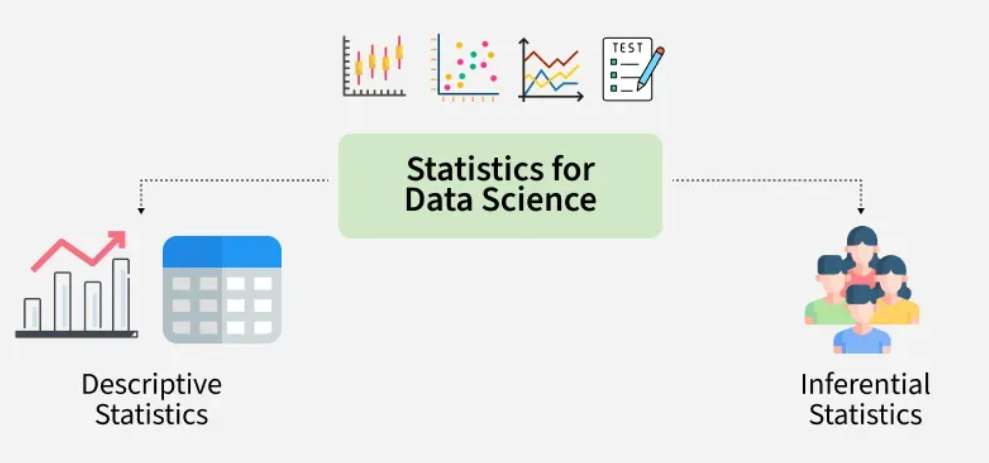 TEST
Statistics for
Data Science
Descriptive
Statistics
Inferential
Statistics